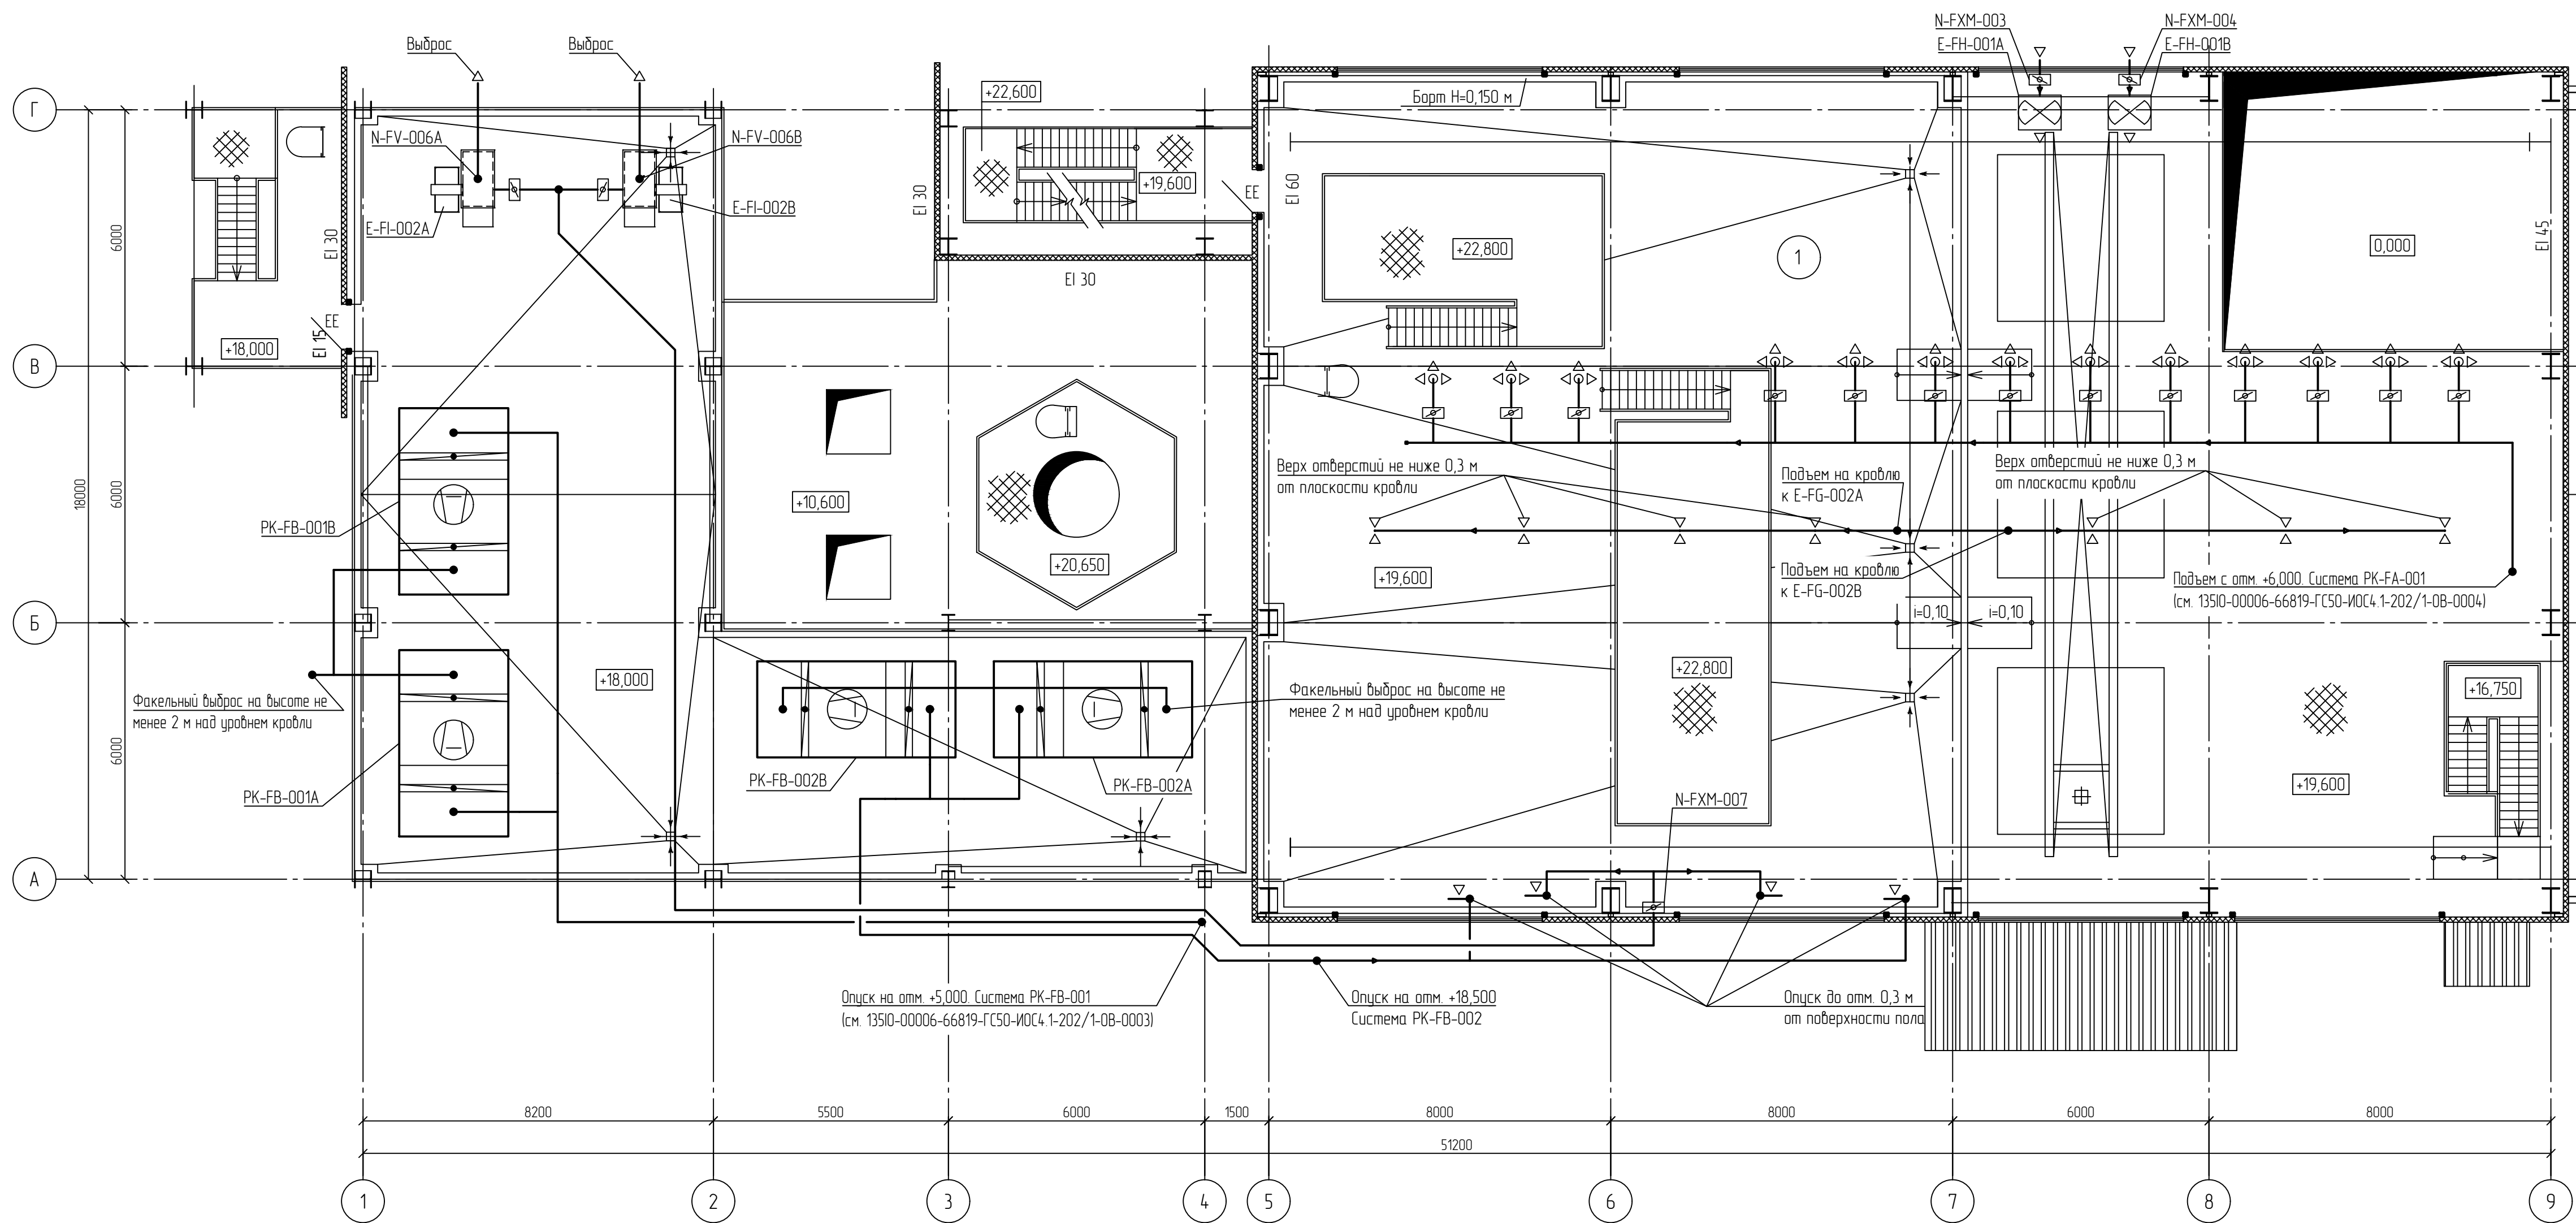 N-FXM-003
E-FH-001A
N-FXM-004
E-FH-001B
Выброс
Выброс
Г
+22,600
Борт Н=0,150 м
N-FV-006A
N-FV-006B
+19,600
E-FI-002A
E-FI-002B
EI 30
EI 30
EI 30
EE
EI 60
+22,800
1
0,000
EI 45
6000
EE
EI 15
+18,000
В
Верх отверстий не ниже 0,3 м
от плоскости кровли
Подъем на кровлю
к E-FG-002A
Верх отверстий не ниже 0,3 м
от плоскости кровли
18000
6000
+10,600
PK-FB-001B
+20,650
+19,600
Подъем на кровлю
к E-FG-002B
Подъем с отм. +6,000. Система PK-FA-001
(см. 13510-00006-66819-ГС50-ИОС4.1-202/1-ОВ-0004)
Б
i=0,10
i=0,10
+18,000
+22,800
+16,750
Факельный выброс на высоте не
менее 2 м над уровнем кровли
Факельный выброс на высоте не
менее 2 м над уровнем кровли
6000
PK-FB-002B
PK-FB-002A
PK-FB-001A
N-FXM-007
+19,600
А
Опуск на отм. +5,000. Система PK-FB-001
(см. 13510-00006-66819-ГС50-ИОС4.1-202/1-ОВ-0003)
Опуск на отм. +18,500
Система PK-FB-002
Опуск до отм. 0,3 м
от поверхности пола
8200
5500
6000
1500
8000
8000
6000
8000
51200
1
2
3
4
5
6
7
8
9